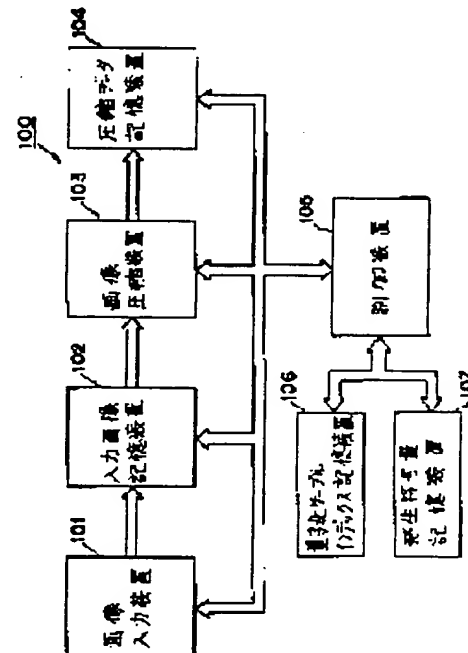 100
101
画像
入力装置
102
入力画像
記憶装置
103
画像
圧縮装置
104
圧縮データ
記憶装置
105
制御装置
106
量子化テーブル
インデックス記憶装置
107
発生符号量
記憶装置